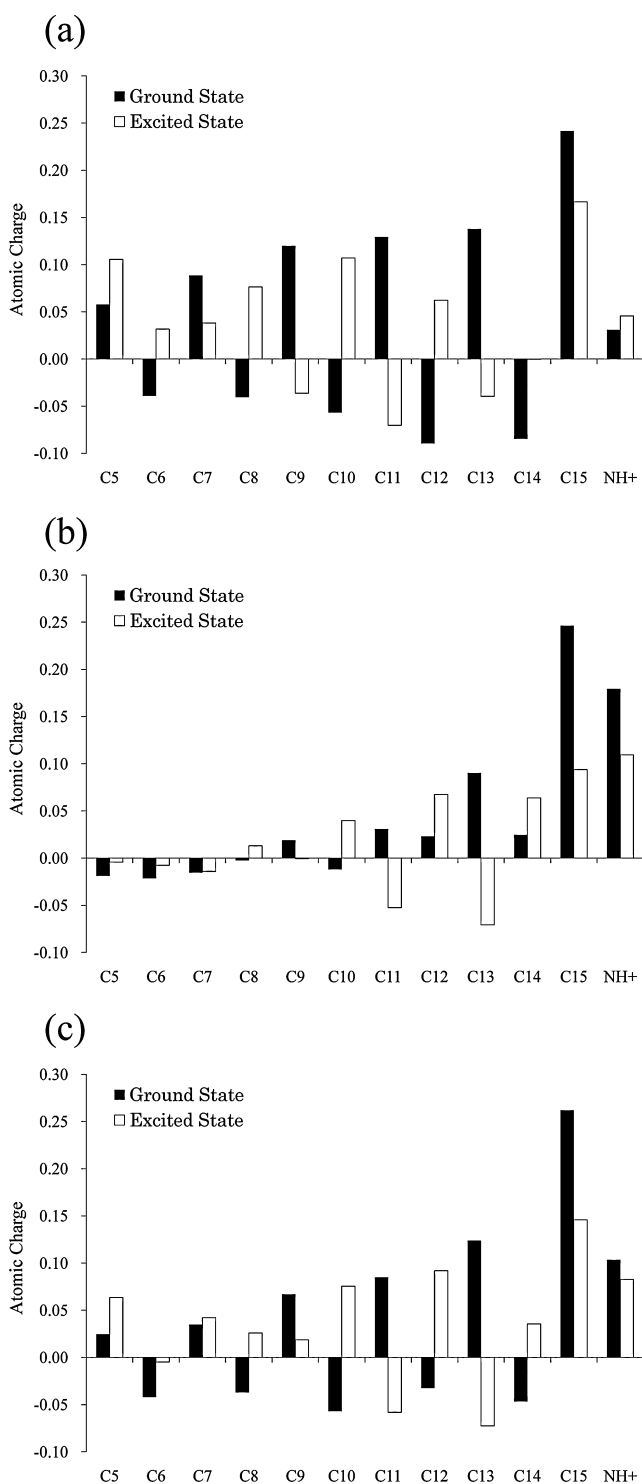 (a)
0.30
0.25
0.20
0.15
0.10
0.05
0.00
-0.05
-0.10
Atomic Charge
Ground State
Excited State
C5 C6 C7 C8 C9 C10 C11 C12 C13 C14 C15 NH+
(b)
0.30
0.25
0.20
0.15
0.10
0.05
0.00
-0.05
-0.10
Atomic Charge
Ground State
Excited State
C5 C6 C7 C8 C9 C10 C11 C12 C13 C14 C15 NH+
(c)
0.30
0.25
0.20
0.15
0.10
0.05
0.00
-0.05
-0.10
Atomic Charge
Ground State
Excited State
C5 C6 C7 C8 C9 C10 C11 C12 C13 C14 C15 NH+